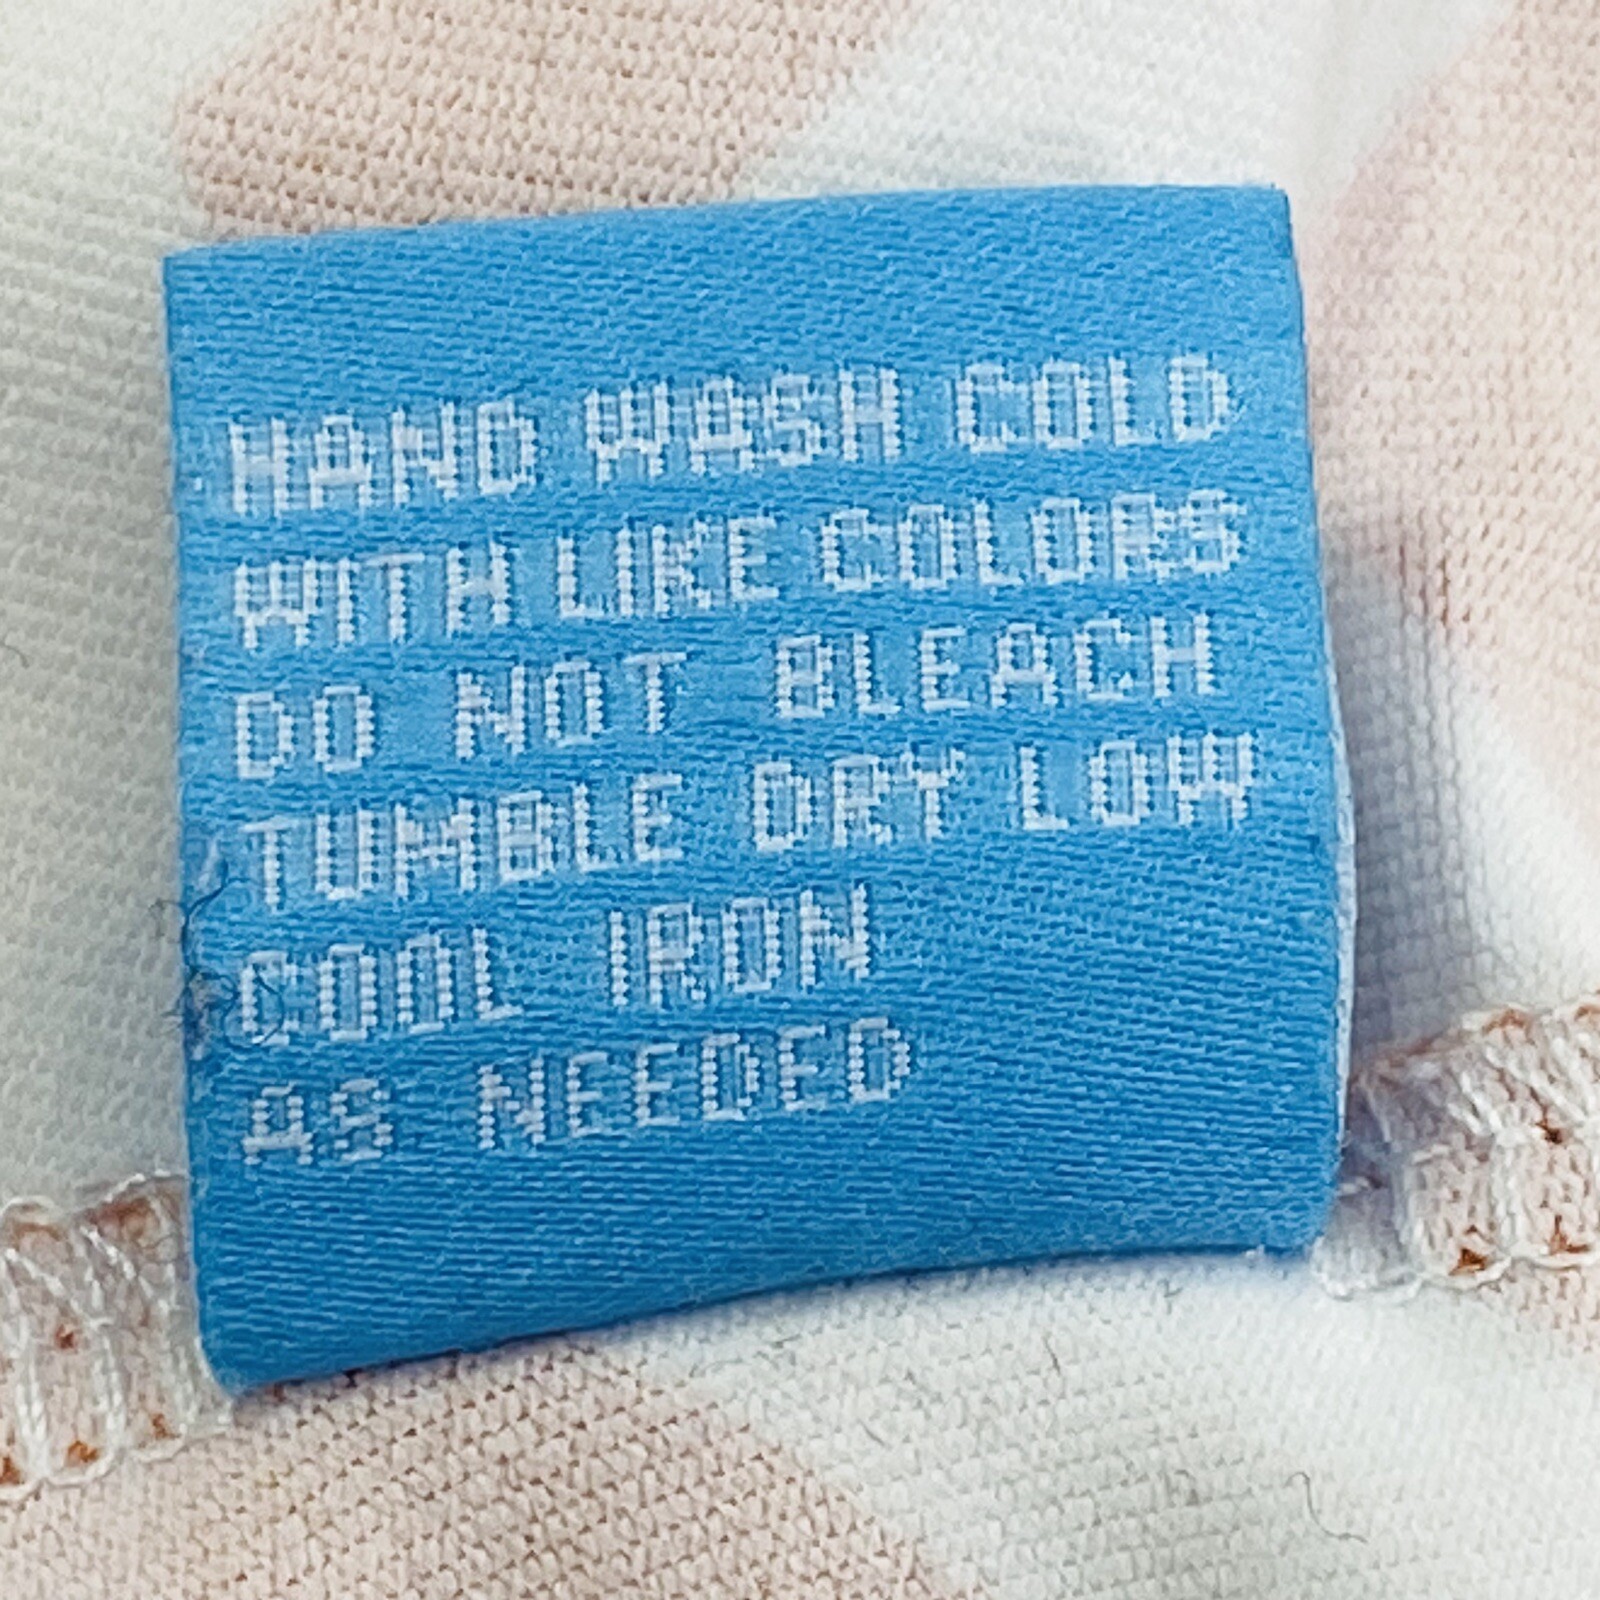 HAND WASH COLD
WITH LIKE COLORS
DO NOT BLEACH
TUMBLE DRY LOW
COOL IRON
AS NEEDED